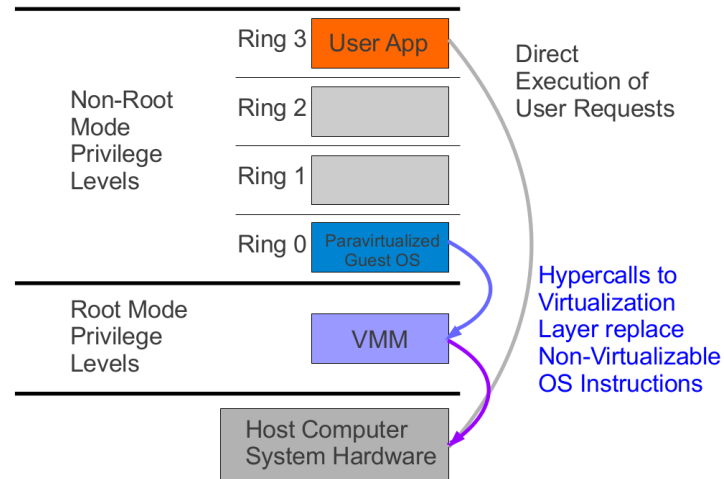 Ring 3
User App
Direct
Execution of
User Requests
Non-Root
Mode
Privilege
Levels
Ring 2
Ring 1
Ring 0
Paravirtualized
Guest OS
Hypercalls to
Virtualization
Layer replace
Non-Virtualizable
OS Instructions
Root Mode
Privilege
Levels
VMM
Host Computer
System Hardware